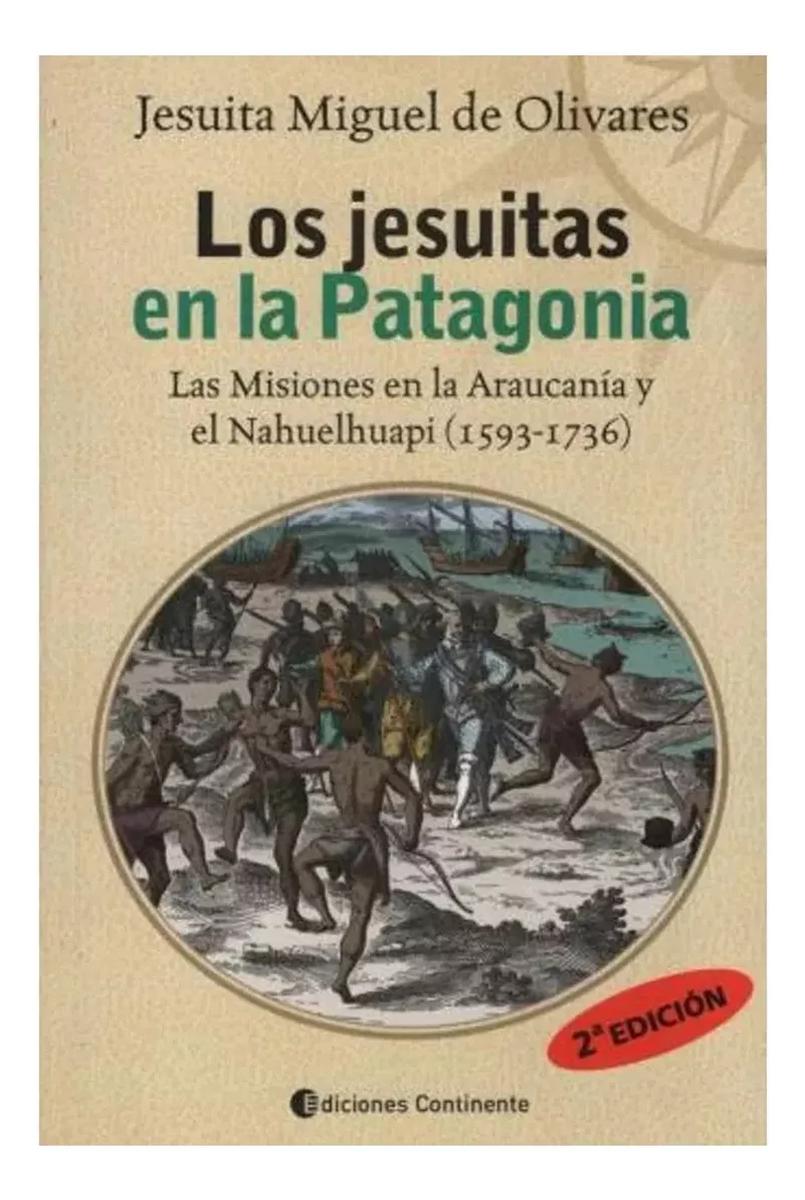 Jesuita Miguel de Olivares
Los jesuitas
en la Patagonia
Las Misiones en la Araucanía y
el Nahuelhuapi (1593-1736)
2ª EDICIÓN
Ediciones Continente